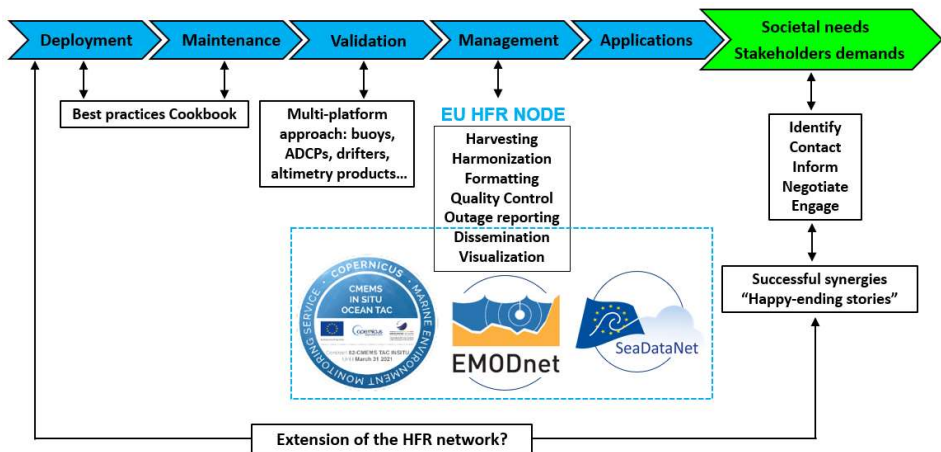 Deployment
Maintenance
Validation
Management
Applications
Societal needs
Stakeholders demands
Best practices Cookbook
Multi-platform
approach: buoys,
ADCPs, drifters,
altimetry products...
EU HFR NODE
Harvesting
Harmonization
Formatting
Quality Control
Outage reporting
Dissemination
Visualization
Identify
Contact
Inform
Negotiate
Engage
Successful synergies
“Happy-ending stories”
COPERNICUS • MARINE ENVIRONMENT MONITORING SERVICE •
CMEMS
IN SITU
OCEAN TAC
March 31 2021
EMODnet
SeaDataNet
Extension of the HFR network?